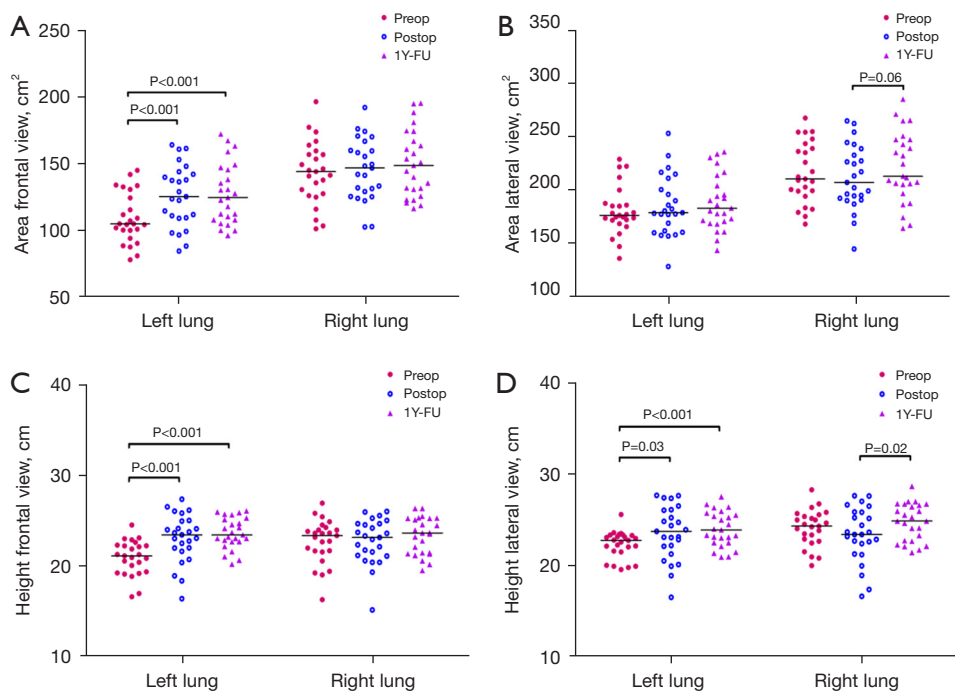 A
Preop
Postop
1Y-FU
250
200
150
100
50
Area frontal view, cm²
P<0.001
P<0.001
Left lung
Right lung
B
Preop
Postop
1Y-FU
350
300
250
200
150
100
Area lateral view, cm²
P=0.06
Left lung
Right lung
C
Preop
Postop
1Y-FU
40
30
20
10
Height frontal view, cm
P<0.001
P<0.001
Left lung
Right lung
D
Preop
Postop
1Y-FU
40
30
20
10
Height lateral view, cm
P<0.001
P=0.03
P=0.02
Left lung
Right lung